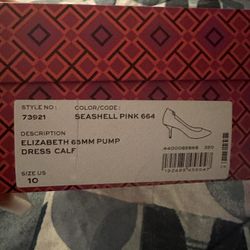 STYLE NO: COLOR/CODE:
73921 SEASHELL PINK 664
DESCRIPTION
ELIZABETH 65MM PUMP
DRESS CALF
SIZE US
10